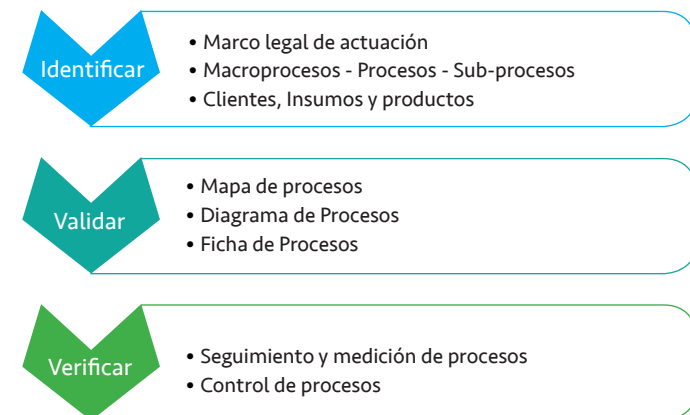 Identificar
• Marco legal de actuación
• Macroprocesos - Procesos - Sub-procesos
• Clientes, Insumos y productos
Validar
• Mapa de procesos
• Diagrama de Procesos
• Ficha de Procesos
Verificar
• Seguimiento y medición de procesos
• Control de procesos